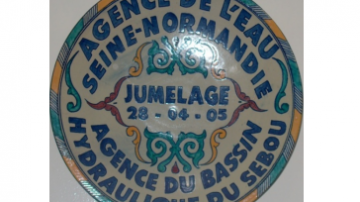 AGENCE DE L'EAU
SEINE-NORMANDIE
JUMELAGE
28-04-05
AGENCE DU BASSIN
HYDRAULIQUE DU SEBOU